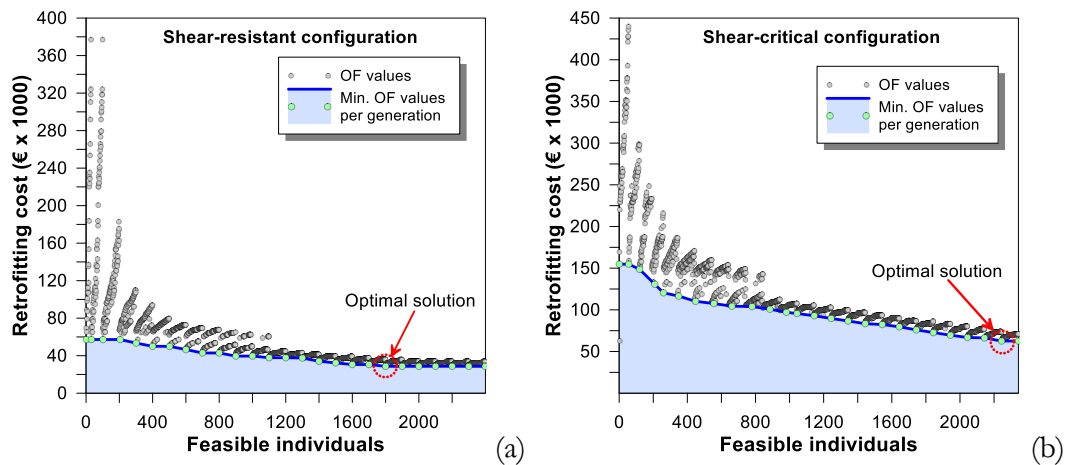 Shear-resistant configuration
OF values
Min. OF values
per generation
Optimal solution
Retrofitting cost (€ x 1000)
400
360
320
280
240
200
160
120
80
40
0
0
400
800
1200
1600
2000
Feasible individuals
(a)
Shear-critical configuration
OF values
Min. OF values
per generation
Optimal solution
Retrofitting cost (€ x 1000)
450
400
350
300
250
200
150
100
50
0
400
800
1200
1600
2000
Feasible individuals
(b)